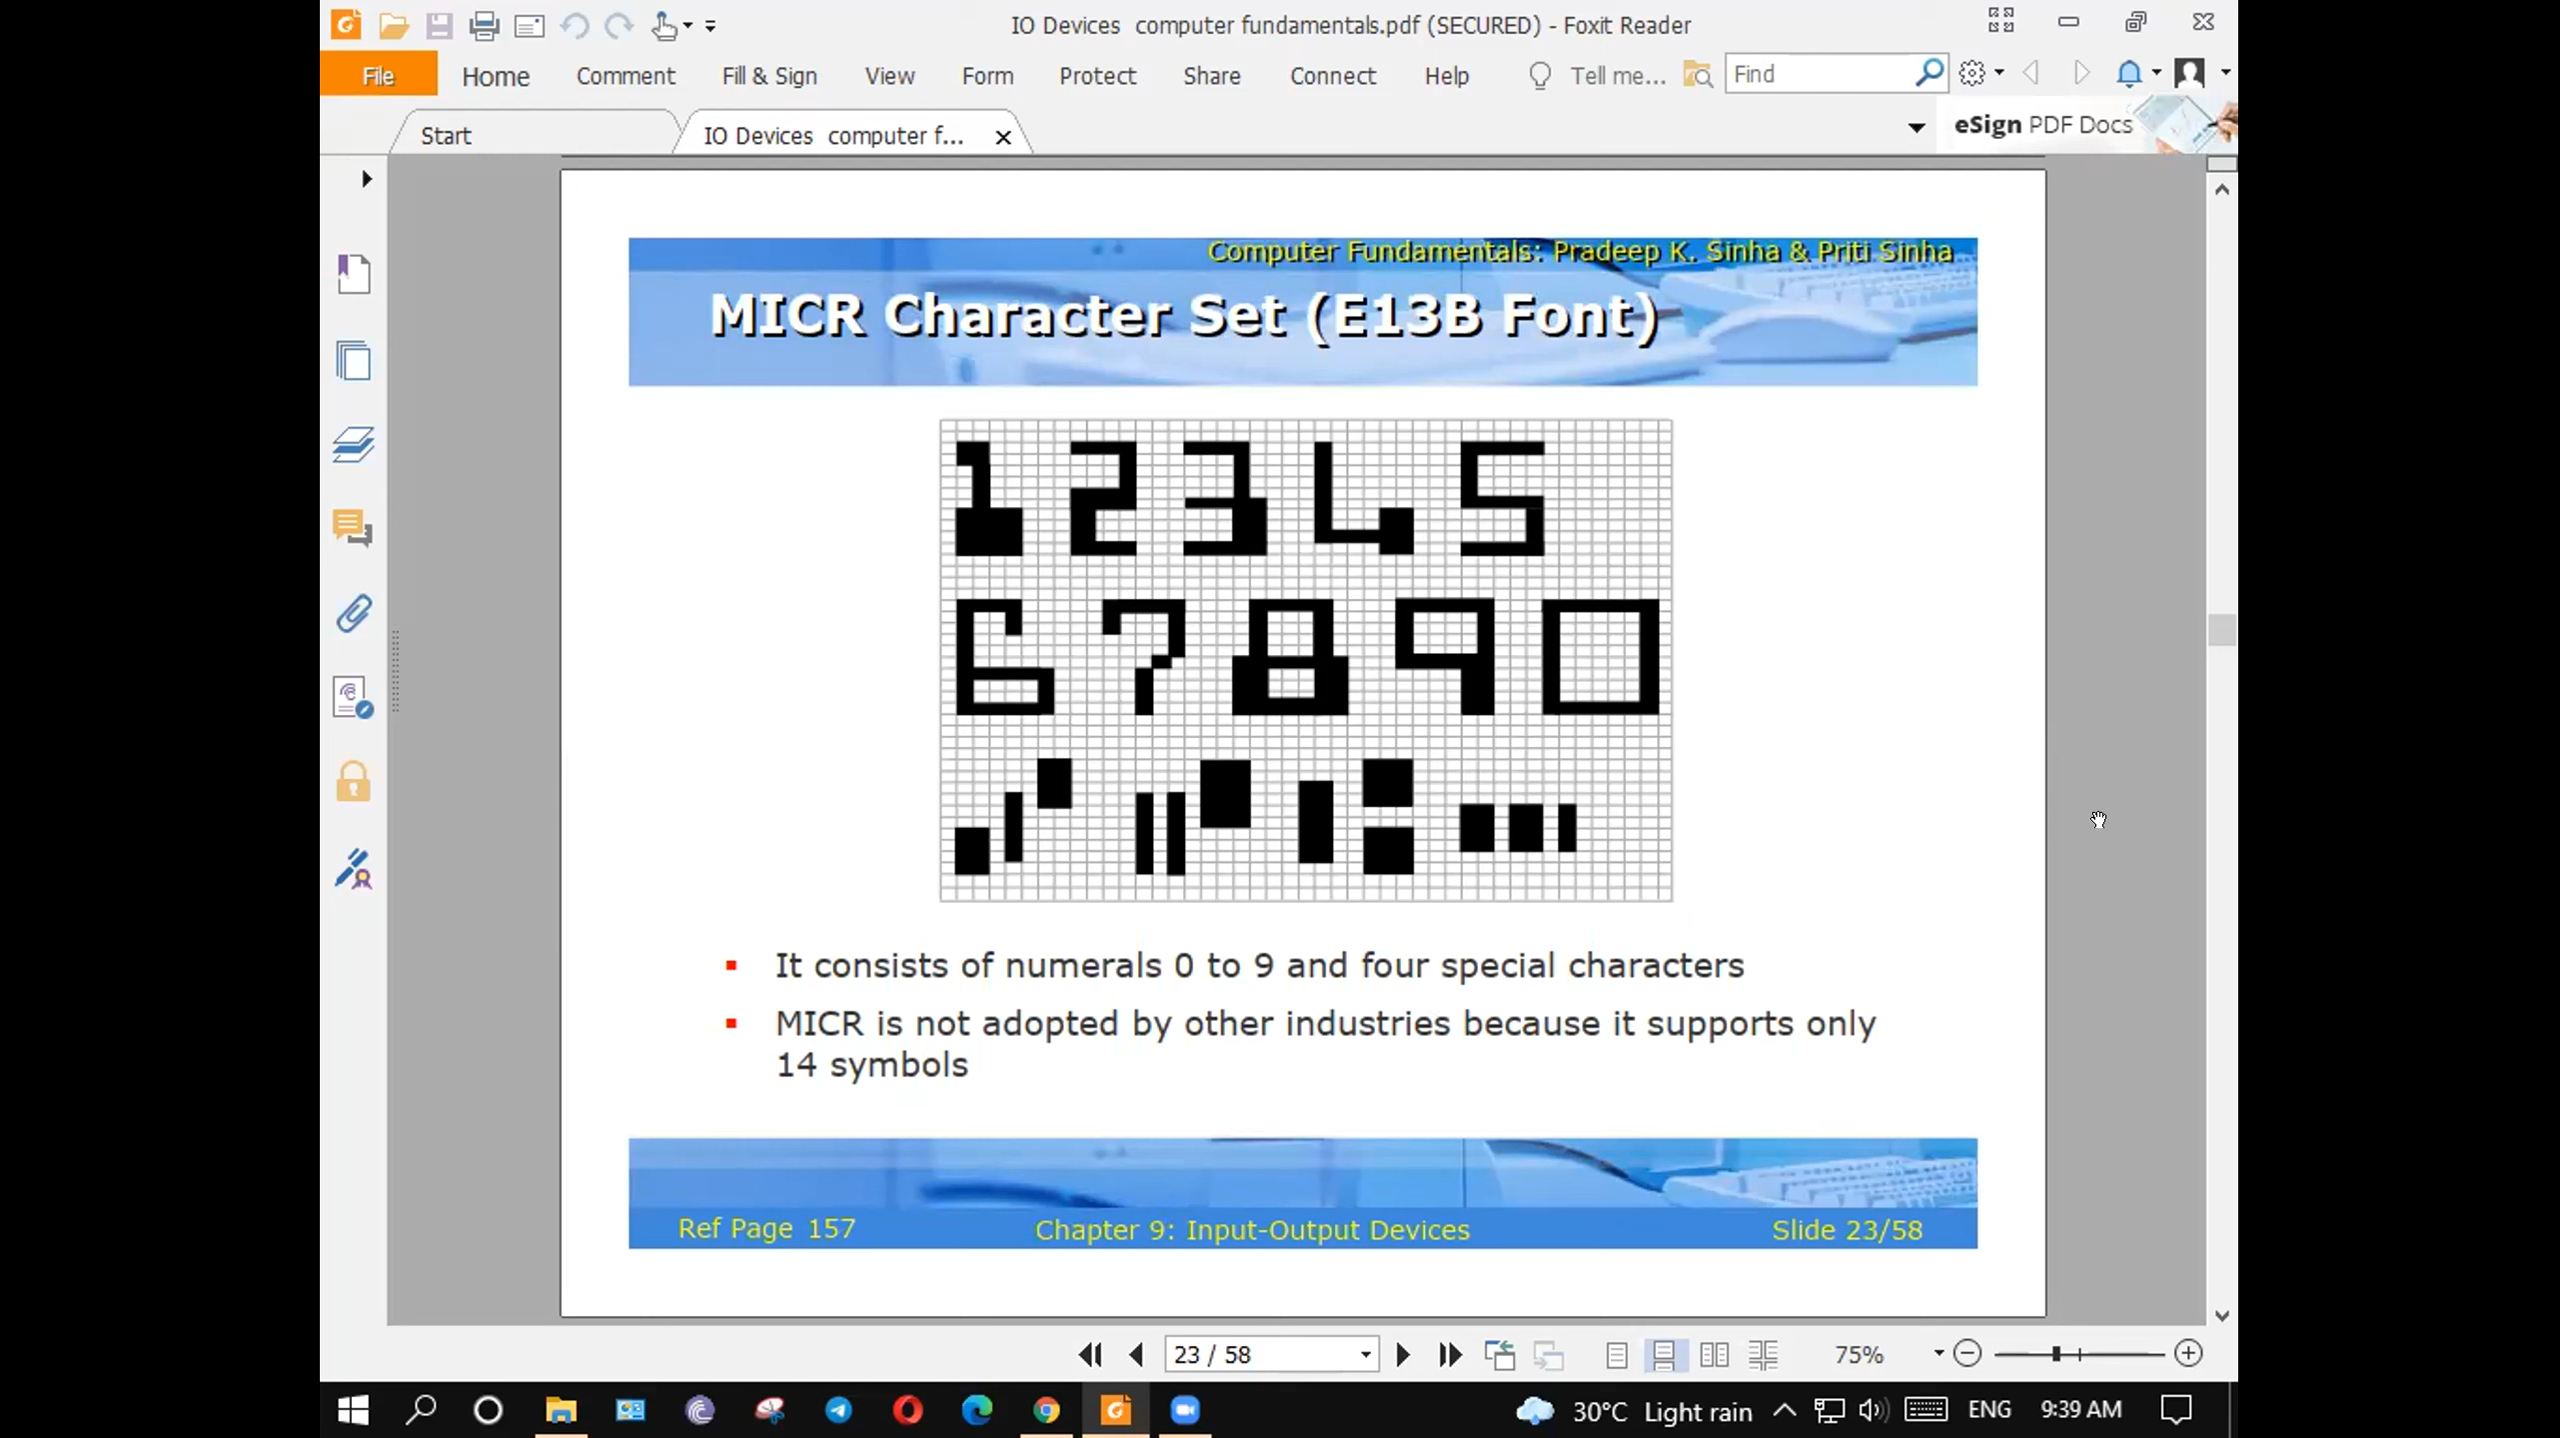 IO Devices  computer fundamentals.pdf (SECURED) - Foxit Reader
File Home Comment Fill & Sign View Form Protect Share Connect Help Tell me... Find
Start IO Devices  computer f... eSign PDF Docs
Computer Fundamentals: Pradeep K. Sinha & Priti Sinha
MICR Character Set (E13B Font)
1 2 3 4 5
6 7 8 9 0
▪ It consists of numerals 0 to 9 and four special characters
▪ MICR is not adopted by other industries because it supports only
14 symbols
Ref Page 157 Chapter 9: Input-Output Devices Slide 23/58
23 / 58 75%
30°C Light rain ENG 9:39 AM